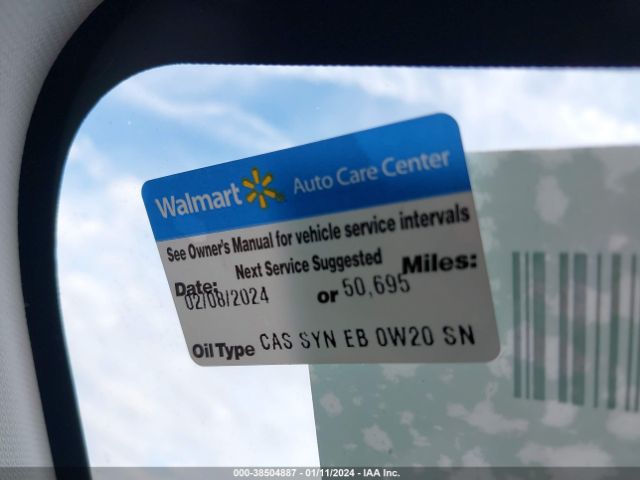 Walmart Auto Care Center
See Owner's Manual for vehicle service intervals
Next Service Suggested
Date: Miles:
02/08/2024 or 50,695
Oil Type CAS SYN EB 0W20 SN
000-38504887 - 01/11/2024 - IAA Inc.